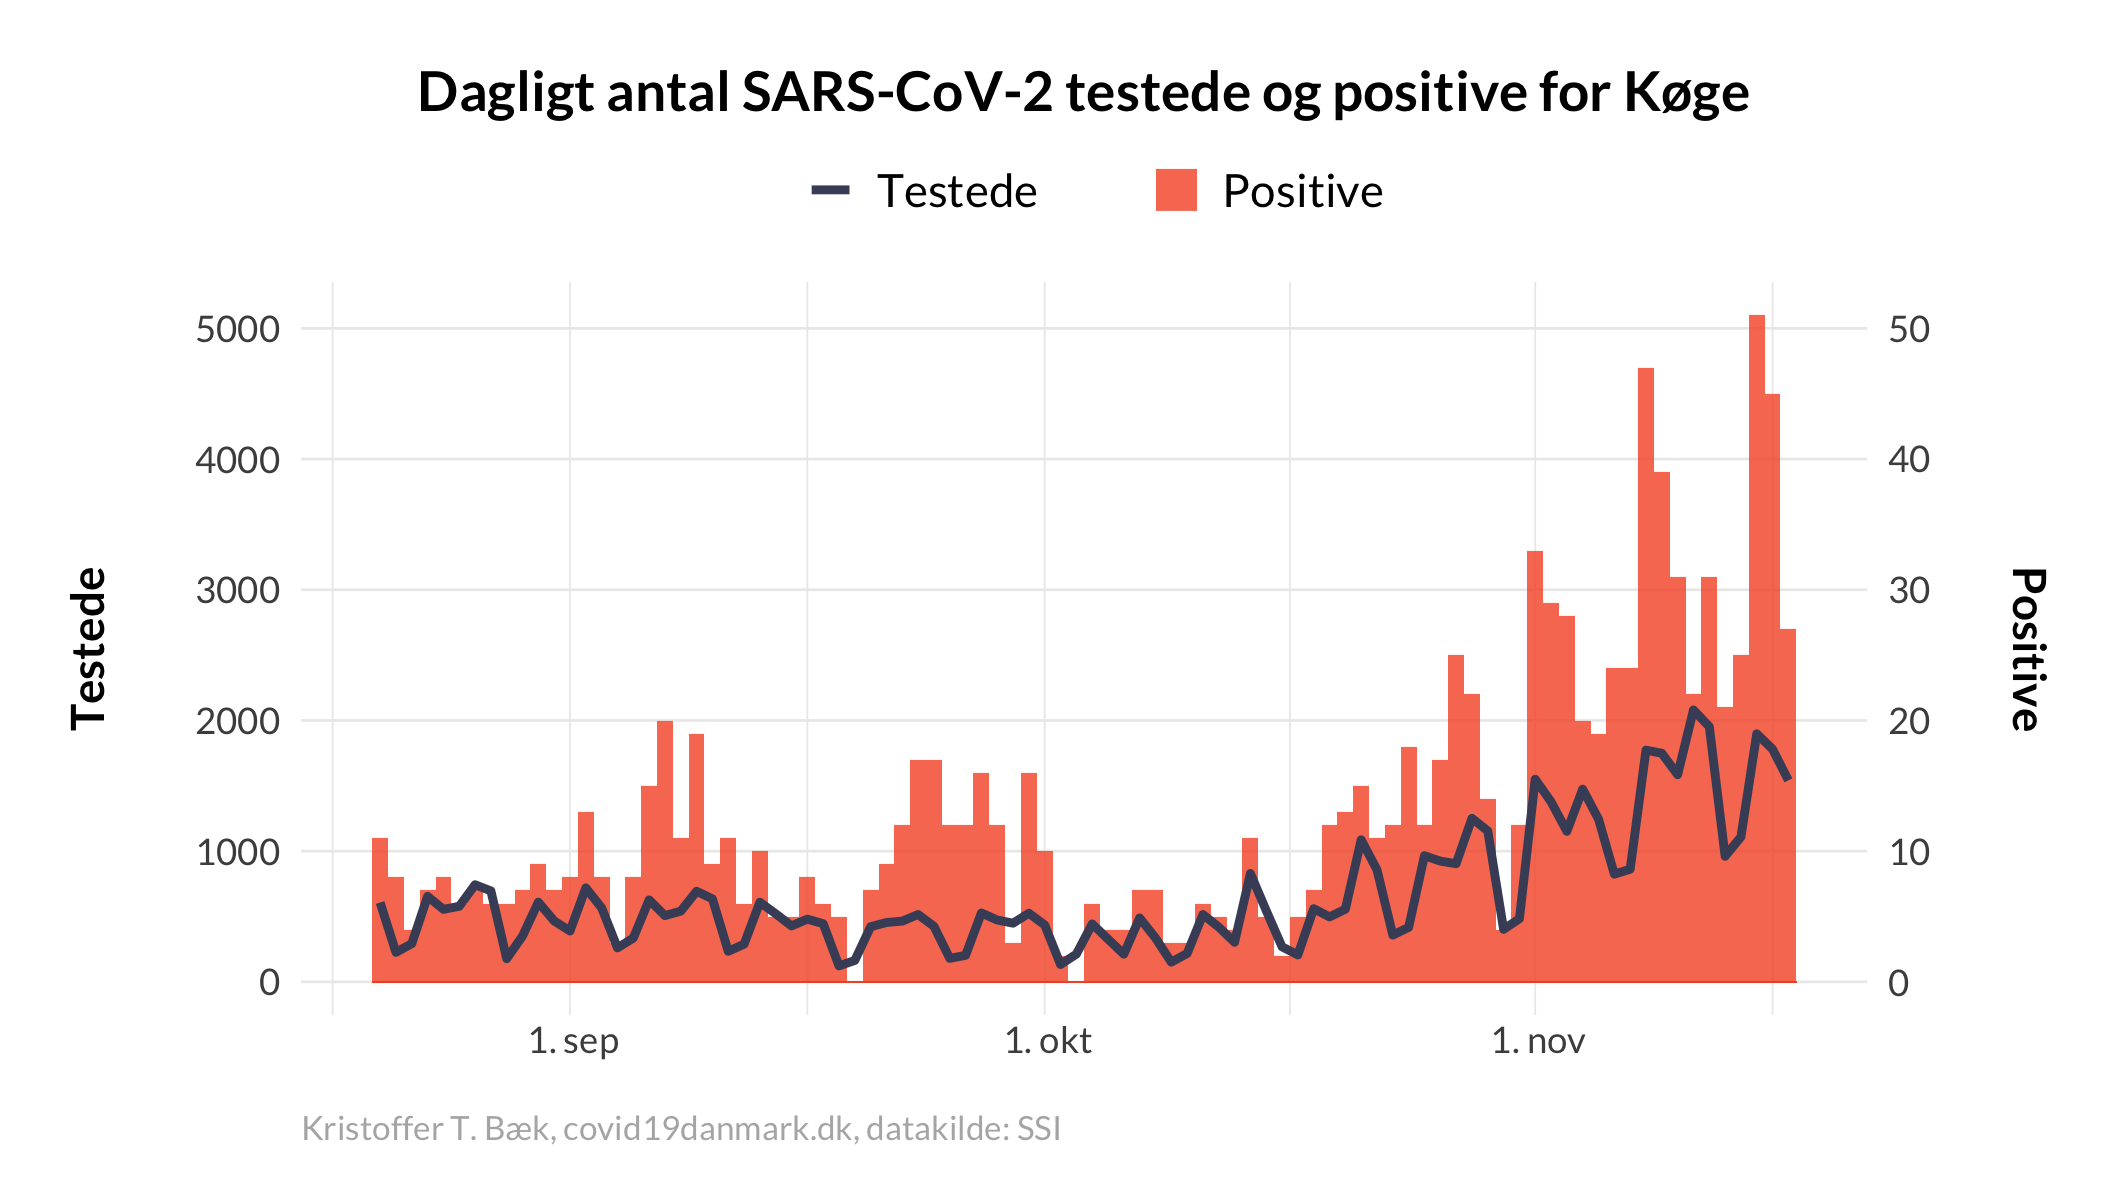 Dagligt antal SARS-CoV-2 testede og positive for Køge
Testede Positive
5000 50
4000 40
3000 30
2000 20
1000 10
0 0
Testede
Positive
1. sep 1. okt 1. nov
Kristoffer T. Bæk, covid19danmark.dk, datakilde: SSI